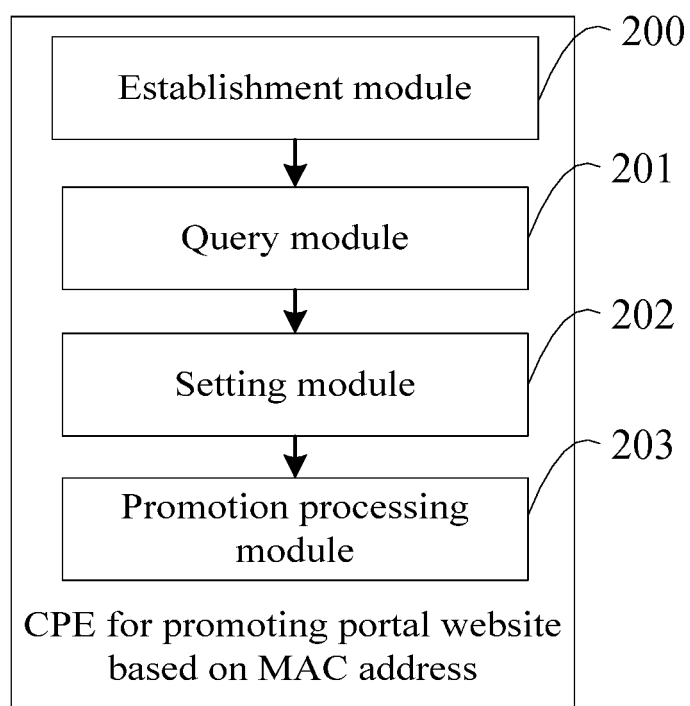 200
Establishment module
201
Query module
202
Setting module
203
Promotion processing
module
CPE for promoting portal website
based on MAC address